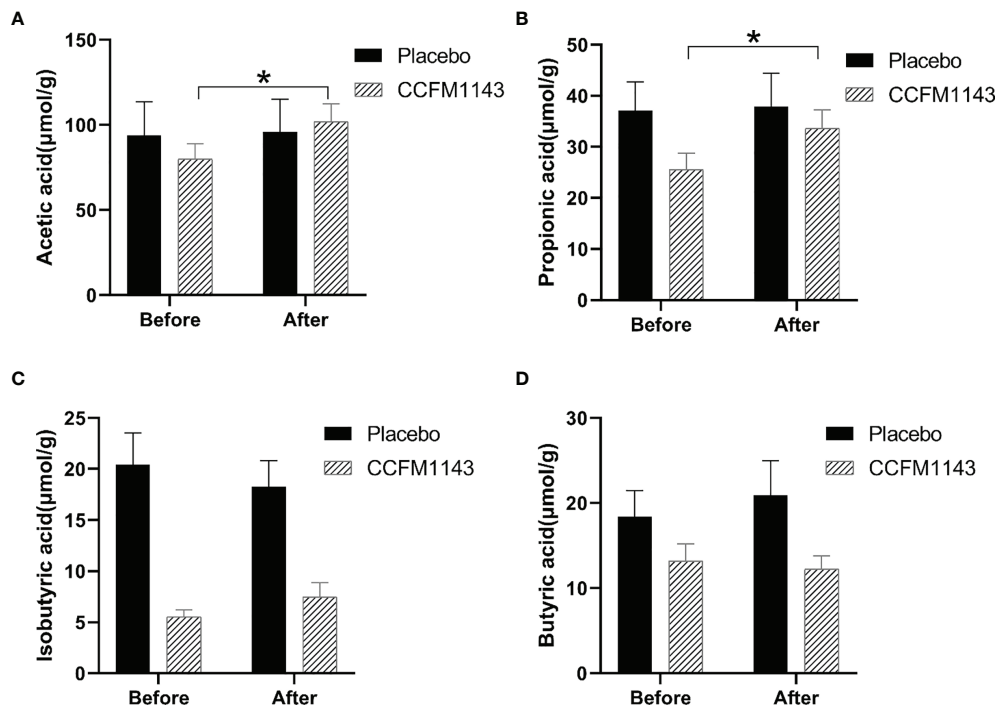 A
Acetic acid(μmol/g)
150
100
50
0
*
Placebo
CCFM1143
Before
After
B
Propionic acid(μmol/g)
50
40
30
20
10
0
*
Placebo
CCFM1143
Before
After
C
Isobutyric acid(μmol/g)
25
20
15
10
5
0
Placebo
CCFM1143
Before
After
D
Butyric acid(μmol/g)
30
20
10
0
Placebo
CCFM1143
Before
After